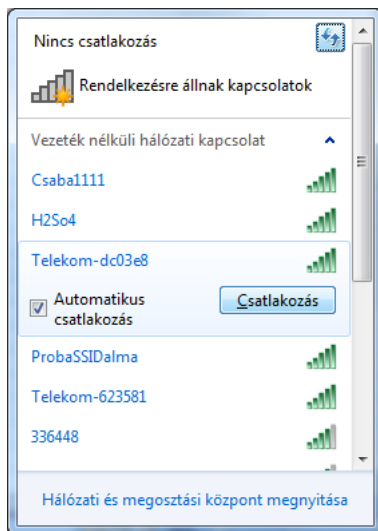 Nincs csatlakozás
Rendelkezésre állnak kapcsolatok
Vezeték nélküli hálózati kapcsolat
Csaba1111
H2So4
Telekom-dc03e8
Automatikus
csatlakozás
Csatlakozás
ProbaSSIDalma
Telekom-623581
336448
Hálózati és megosztási központ megnyitása